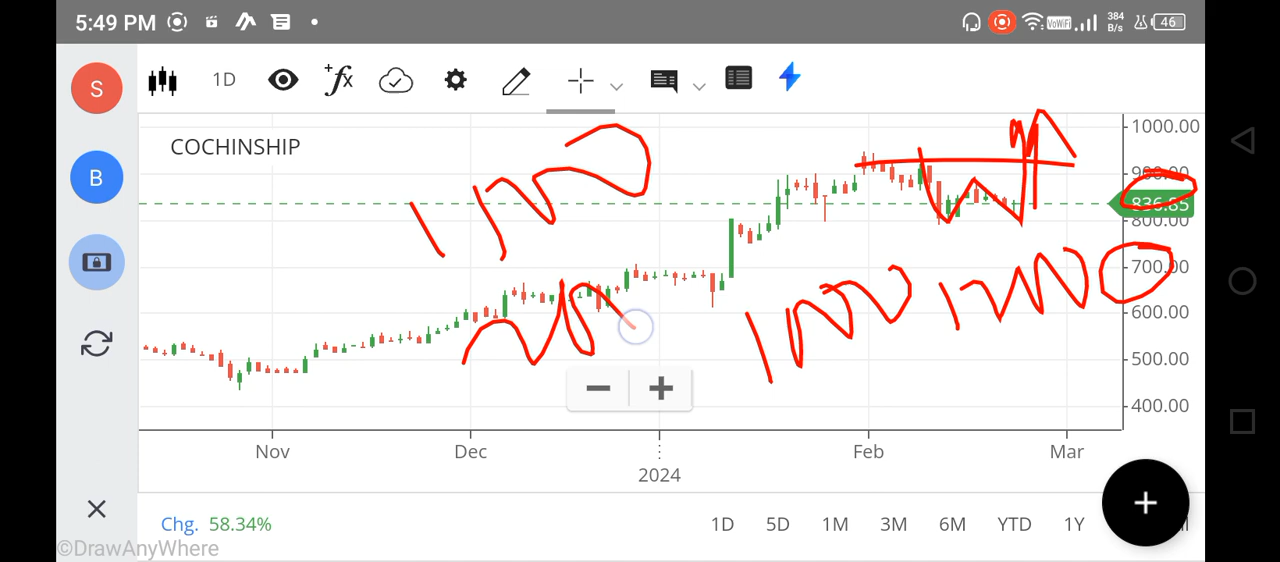 5:49 PM 384 B/s VoWiFi 46
S 1D
1000.00
COCHINSHIP
900.00
B
836.85
800.00
700.00
600.00
500.00
400.00
Nov Dec Feb Mar
2024
Chg. 58.34% 1D 5D 1M 3M 6M YTD 1Y
©DrawAnyWhere